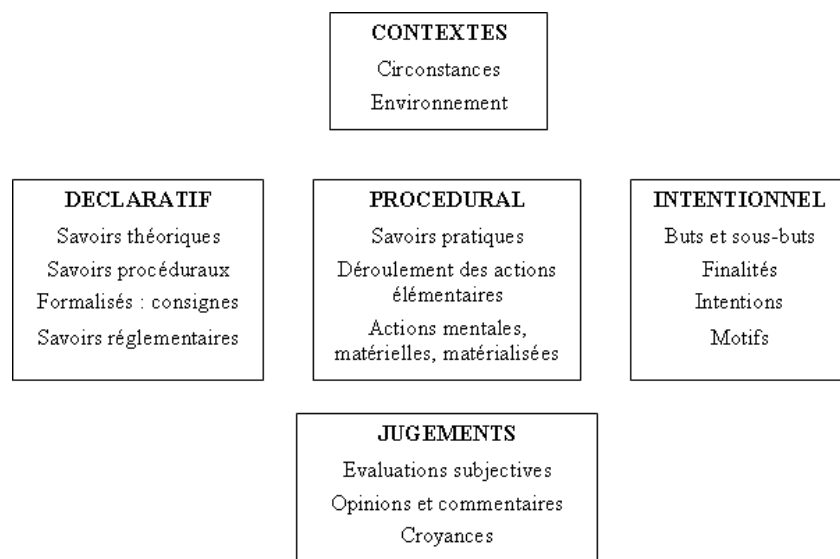 CONTEXTES
Circonstances
Environnement
DECLARATIF
Savoirs théoriques
Savoirs procéduraux
Formalisés : consignes
Savoirs réglementaires
PROCEDURAL
Savoirs pratiques
Déroulement des actions
élémentaires
Actions mentales,
matérielles, matérialisées
INTENTIONNEL
Buts et sous-buts
Finalités
Intentions
Motifs
JUGEMENTS
Evaluations subjectives
Opinions et commentaires
Croyances